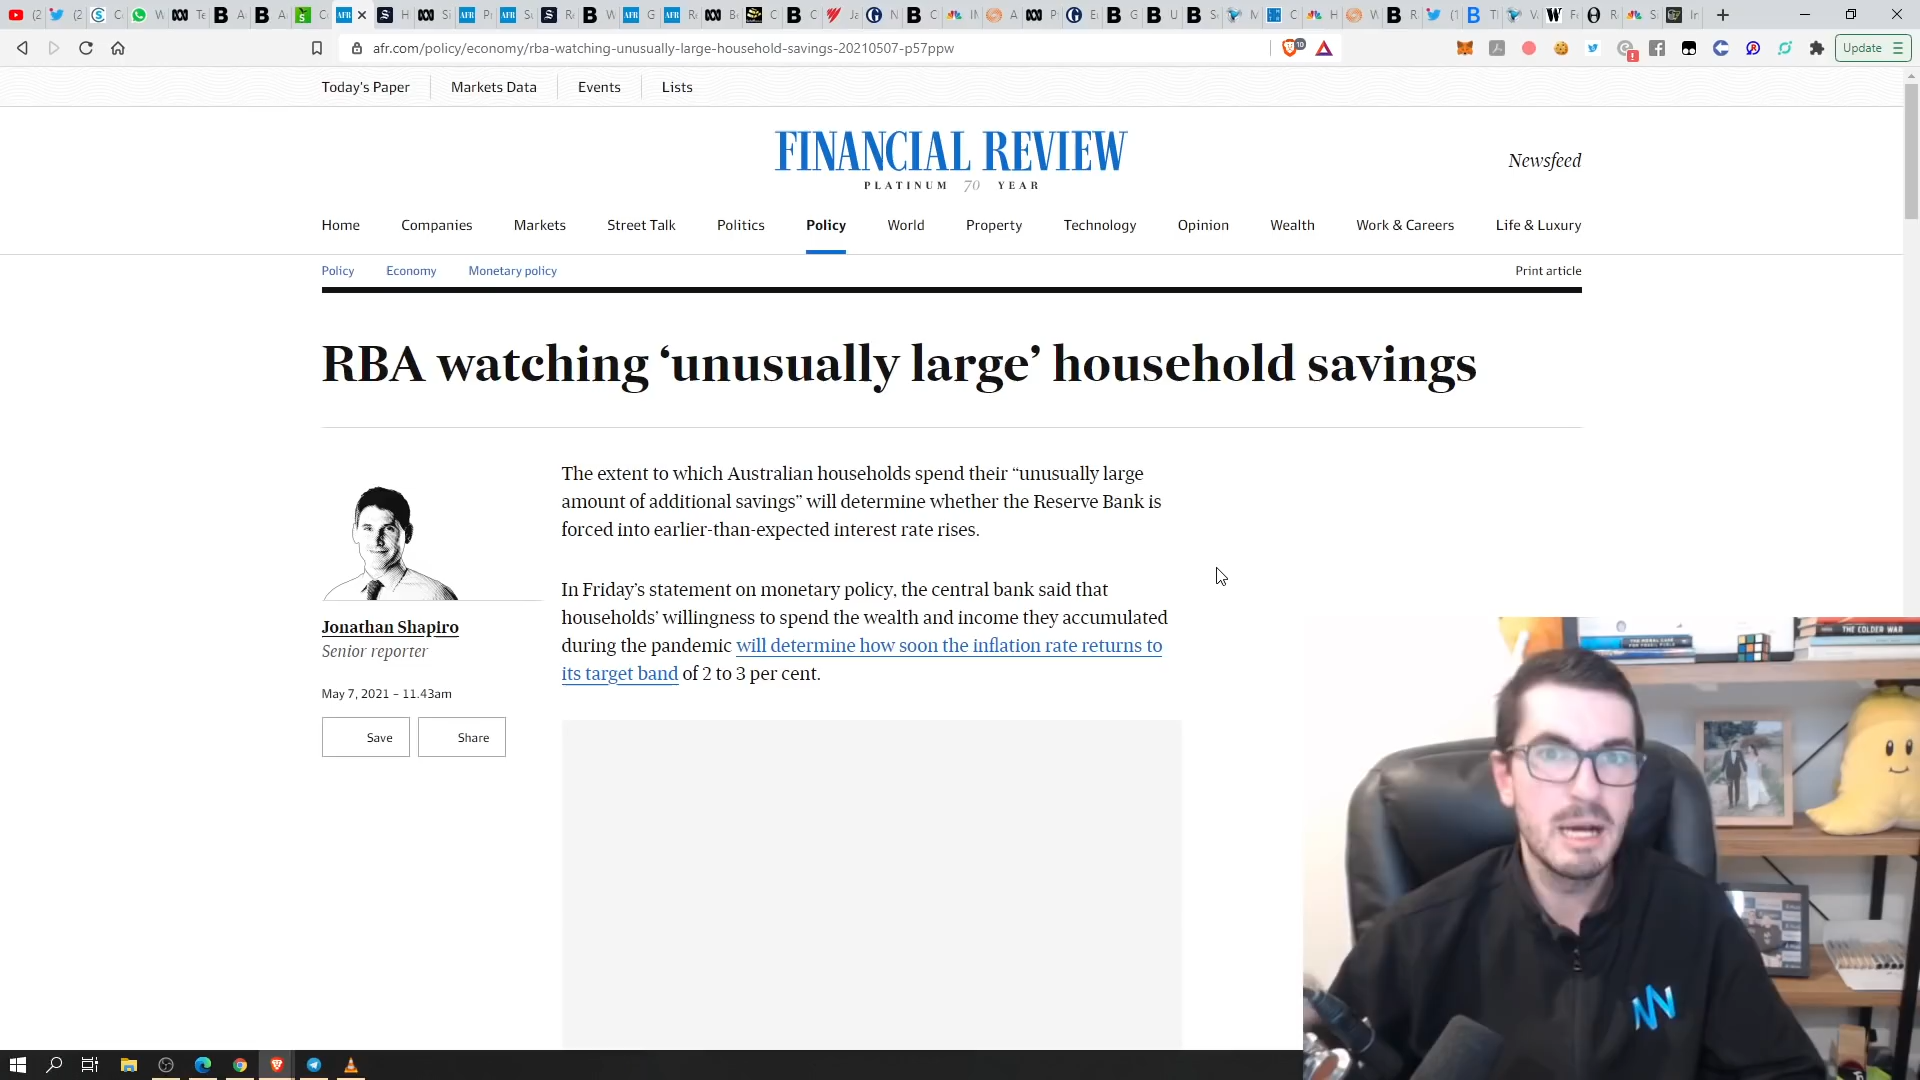 afr.com/policy/economy/rba-watching-unusually-large-household-savings-20210507-p57ppw
Update
Today's Paper
Markets Data
Events
Lists
FINANCIAL REVIEW
PLATINUM 70 YEAR
Newsfeed
Home
Companies
Markets
Street Talk
Politics
Policy
World
Property
Technology
Opinion
Wealth
Work & Careers
Life & Luxury
Policy
Economy
Monetary policy
Print article
RBA watching ‘unusually large’ household savings
The extent to which Australian households spend their “unusually large
amount of additional savings” will determine whether the Reserve Bank is
forced into earlier-than-expected interest rate rises.
In Friday’s statement on monetary policy, the central bank said that
households’ willingness to spend the wealth and income they accumulated
during the pandemic will determine how soon the inflation rate returns to
its target band of 2 to 3 per cent.
Jonathan Shapiro
Senior reporter
May 7, 2021 – 11.43am
Save
Share
THE COLDER WAR